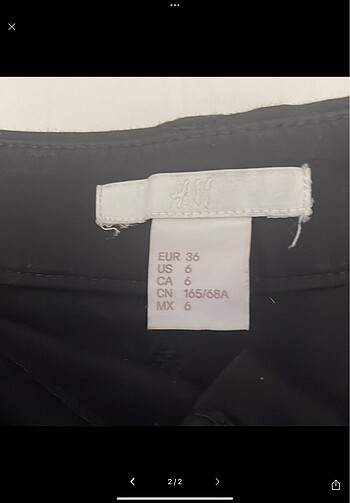 H&M
EUR 36
US 6
CA 6
CN 165/68A
MX 6
2/2